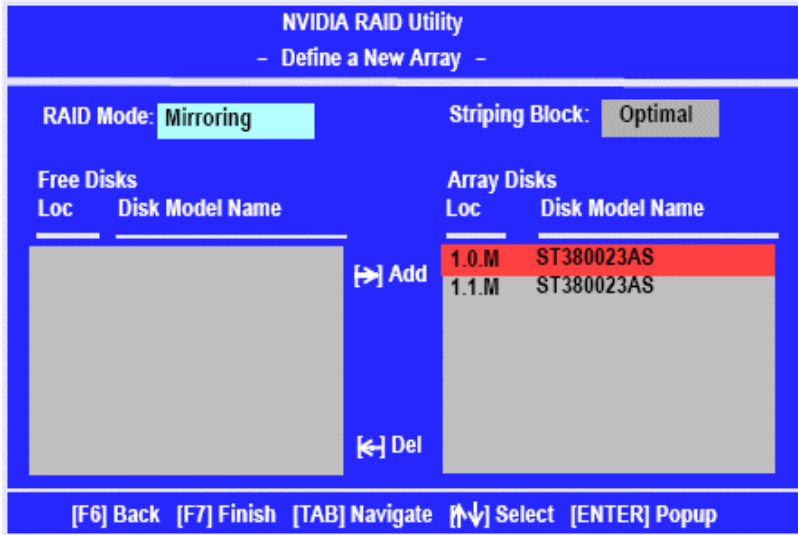 NVIDIA RAID Utility
- Define a New Array -
RAID Mode: Mirroring
Striping Block: Optimal
Free Disks
Loc Disk Model Name
Array Disks
Loc Disk Model Name
1.0.M ST380023AS
1.1.M ST380023AS
[→] Add
[←] Del
[F6] Back [F7] Finish [TAB] Navigate [↑↓] Select [ENTER] Popup